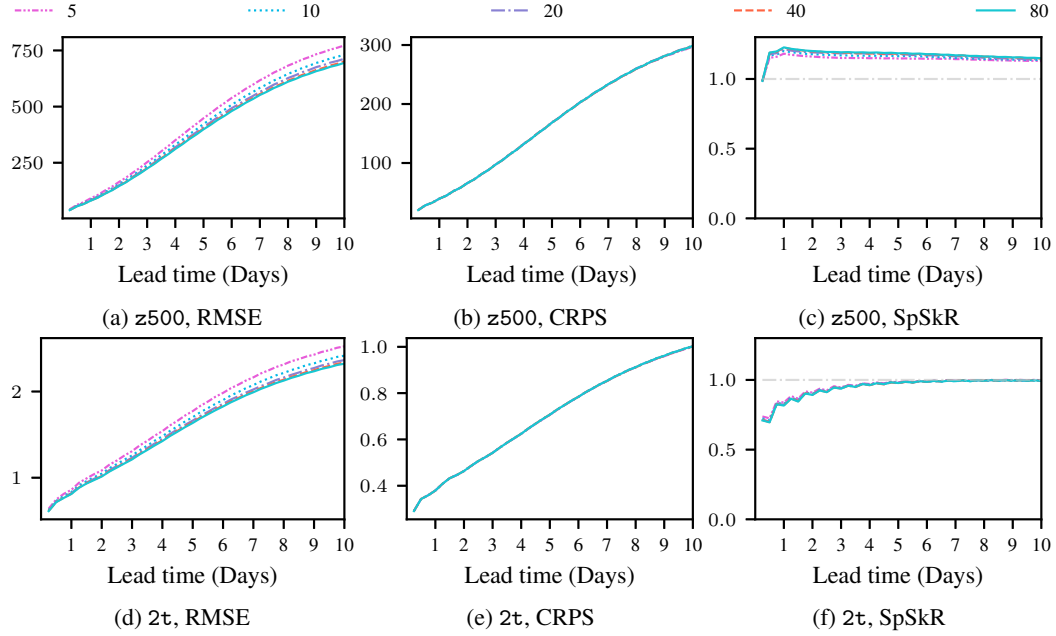 5 10 20 40 80
750
500
250
1 2 3 4 5 6 7 8 9 10
Lead time (Days)
(a) z500, RMSE
300
200
100
1 2 3 4 5 6 7 8 9 10
Lead time (Days)
(b) z500, CRPS
1.0
0.5
0.0
1 2 3 4 5 6 7 8 9 10
Lead time (Days)
(c) z500, SpSkR
2
1
1 2 3 4 5 6 7 8 9 10
Lead time (Days)
(d) 2t, RMSE
1.0
0.8
0.6
0.4
1 2 3 4 5 6 7 8 9 10
Lead time (Days)
(e) 2t, CRPS
1.0
0.5
0.0
1 2 3 4 5 6 7 8 9 10
Lead time (Days)
(f) 2t, SpSkR